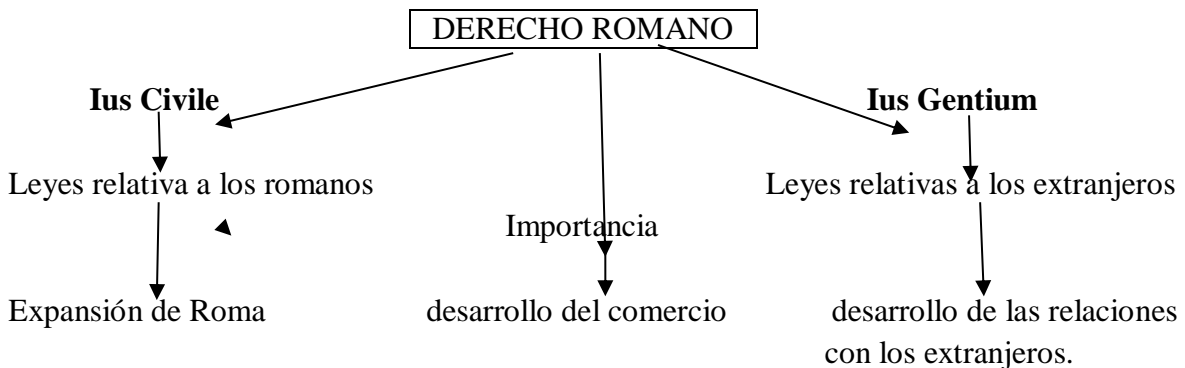 DERECHO ROMANO
Ius Civile
Ius Gentium
Leyes relativa a los romanos
Leyes relativas a los extranjeros
Importancia
Expansión de Roma
desarrollo del comercio
desarrollo de las relaciones
con los extranjeros.